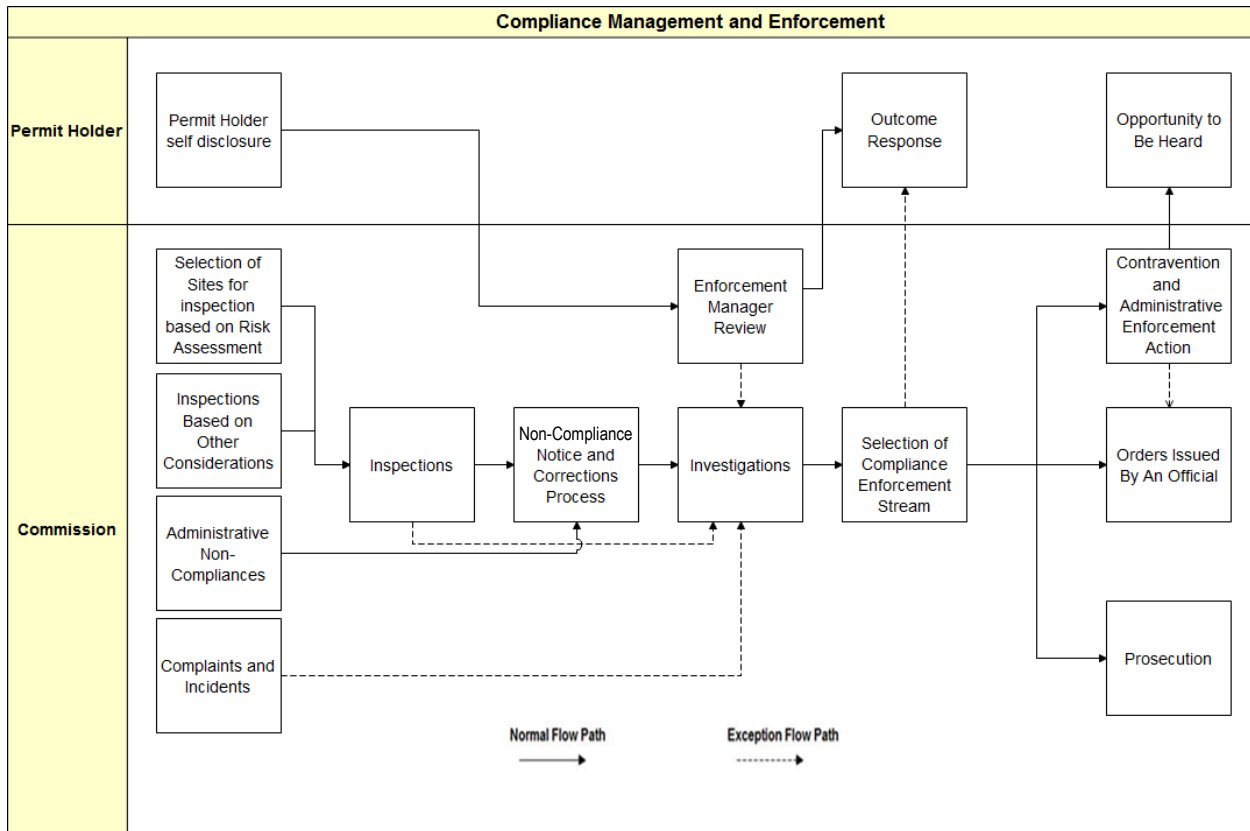 Compliance Management and Enforcement
Permit Holder
Permit Holder
self disclosure
Outcome
Response
Opportunity to
Be Heard
Commission
Selection of
Sites for
inspection
based on Risk
Assessment
Enforcement
Manager
Review
Contravention
and
Administrative
Enforcement
Action
Inspections
Based on
Other
Considerations
Inspections
Non-Compliance
Notice and
Corrections
Process
Investigations
Selection of
Compliance
Enforcement
Stream
Orders Issued
By An Official
Administrative
Non-
Compliances
Complaints and
Incidents
Prosecution
Normal Flow Path
Exception Flow Path